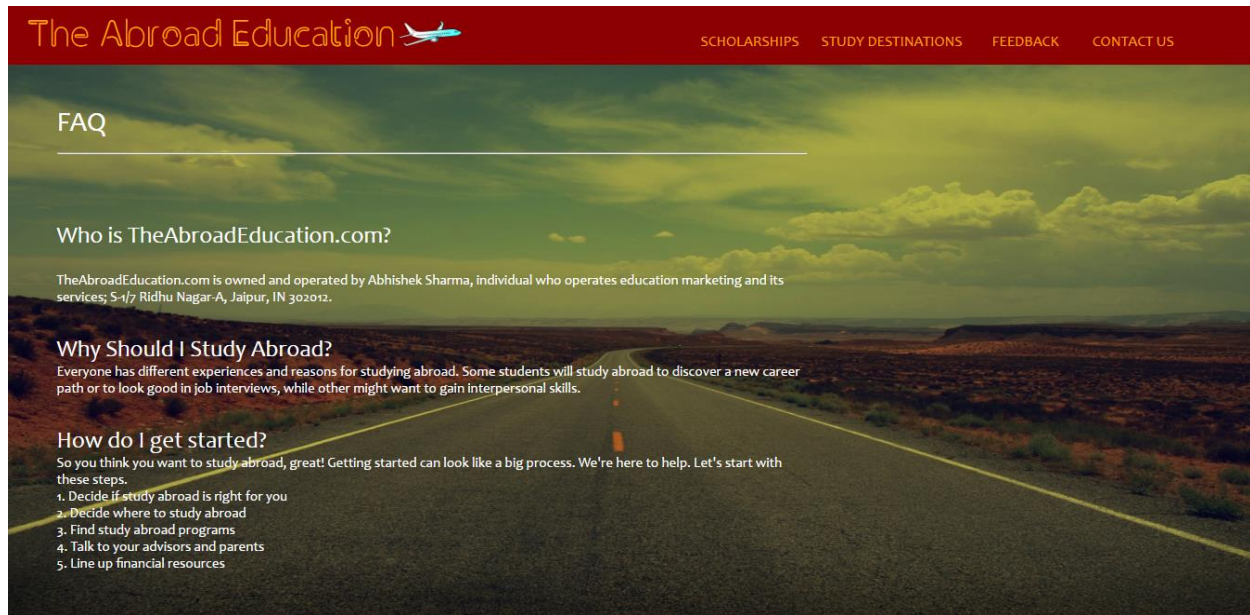 The Abroad Education
SCHOLARSHIPS STUDY DESTINATIONS FEEDBACK CONTACT US
FAQ
Who is TheAbroadEducation.com?
TheAbroadEducation.com is owned and operated by Abhishek Sharma, individual who operates education marketing and its
services; S-1/7 Ridhu Nagar-A, Jaipur, IN 302012.
Why Should I Study Abroad?
Everyone has different experiences and reasons for studying abroad. Some students will study abroad to discover a new career
path or to look good in job interviews, while other might want to gain interpersonal skills.
How do I get started?
So you think you want to study abroad, great! Getting started can look like a big process. We're here to help. Let's start with
these steps.
1. Decide if study abroad is right for you
2. Decide where to study abroad
3. Find study abroad programs
4. Talk to your advisors and parents
5. Line up financial resources